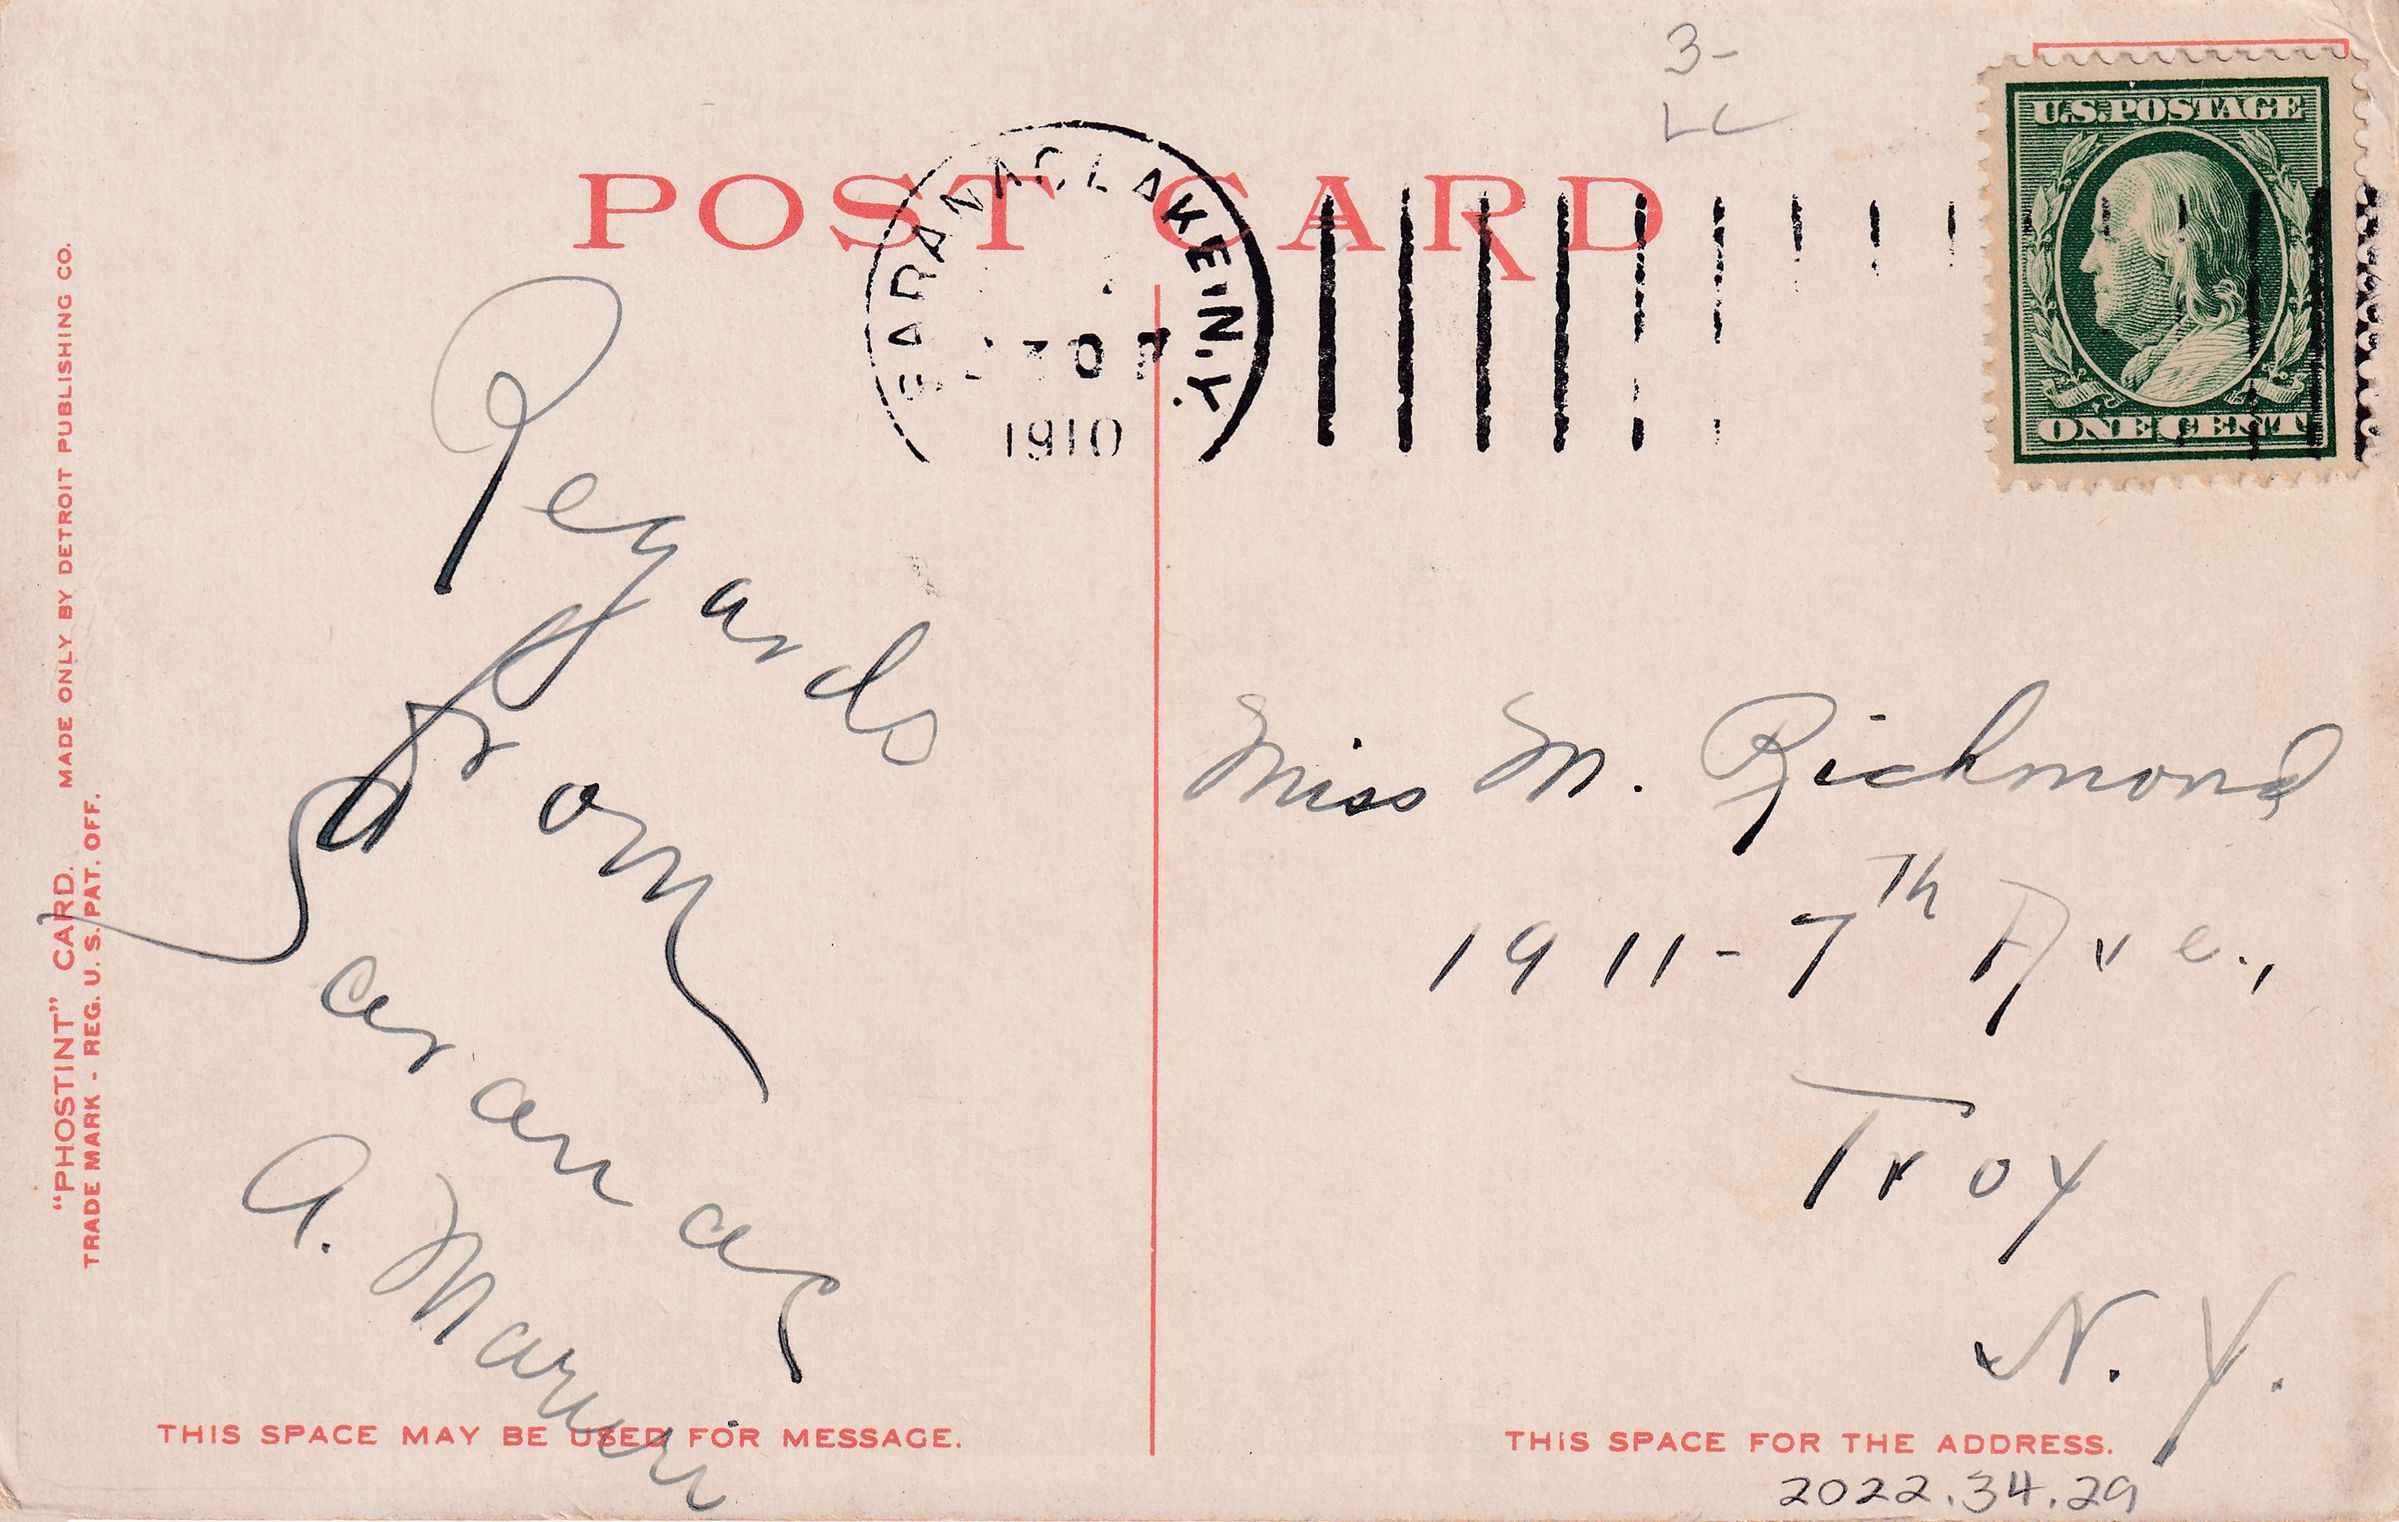 3-
LC
U.S. POSTAGE
ONE CENT
POST CARD
SARANAC LAKE, N.Y.
1910
"PHOSTINT" CARD. MADE ONLY BY DETROIT PUBLISHING CO.
TRADE MARK - REG. U. S. PAT. OFF.
Regards
from
Saranac
A.
Miss M. Richmond
1911-7th Ave.,
Troy
N. Y.
THIS SPACE MAY BE USED FOR MESSAGE.
THIS SPACE FOR THE ADDRESS.
2022.34.29